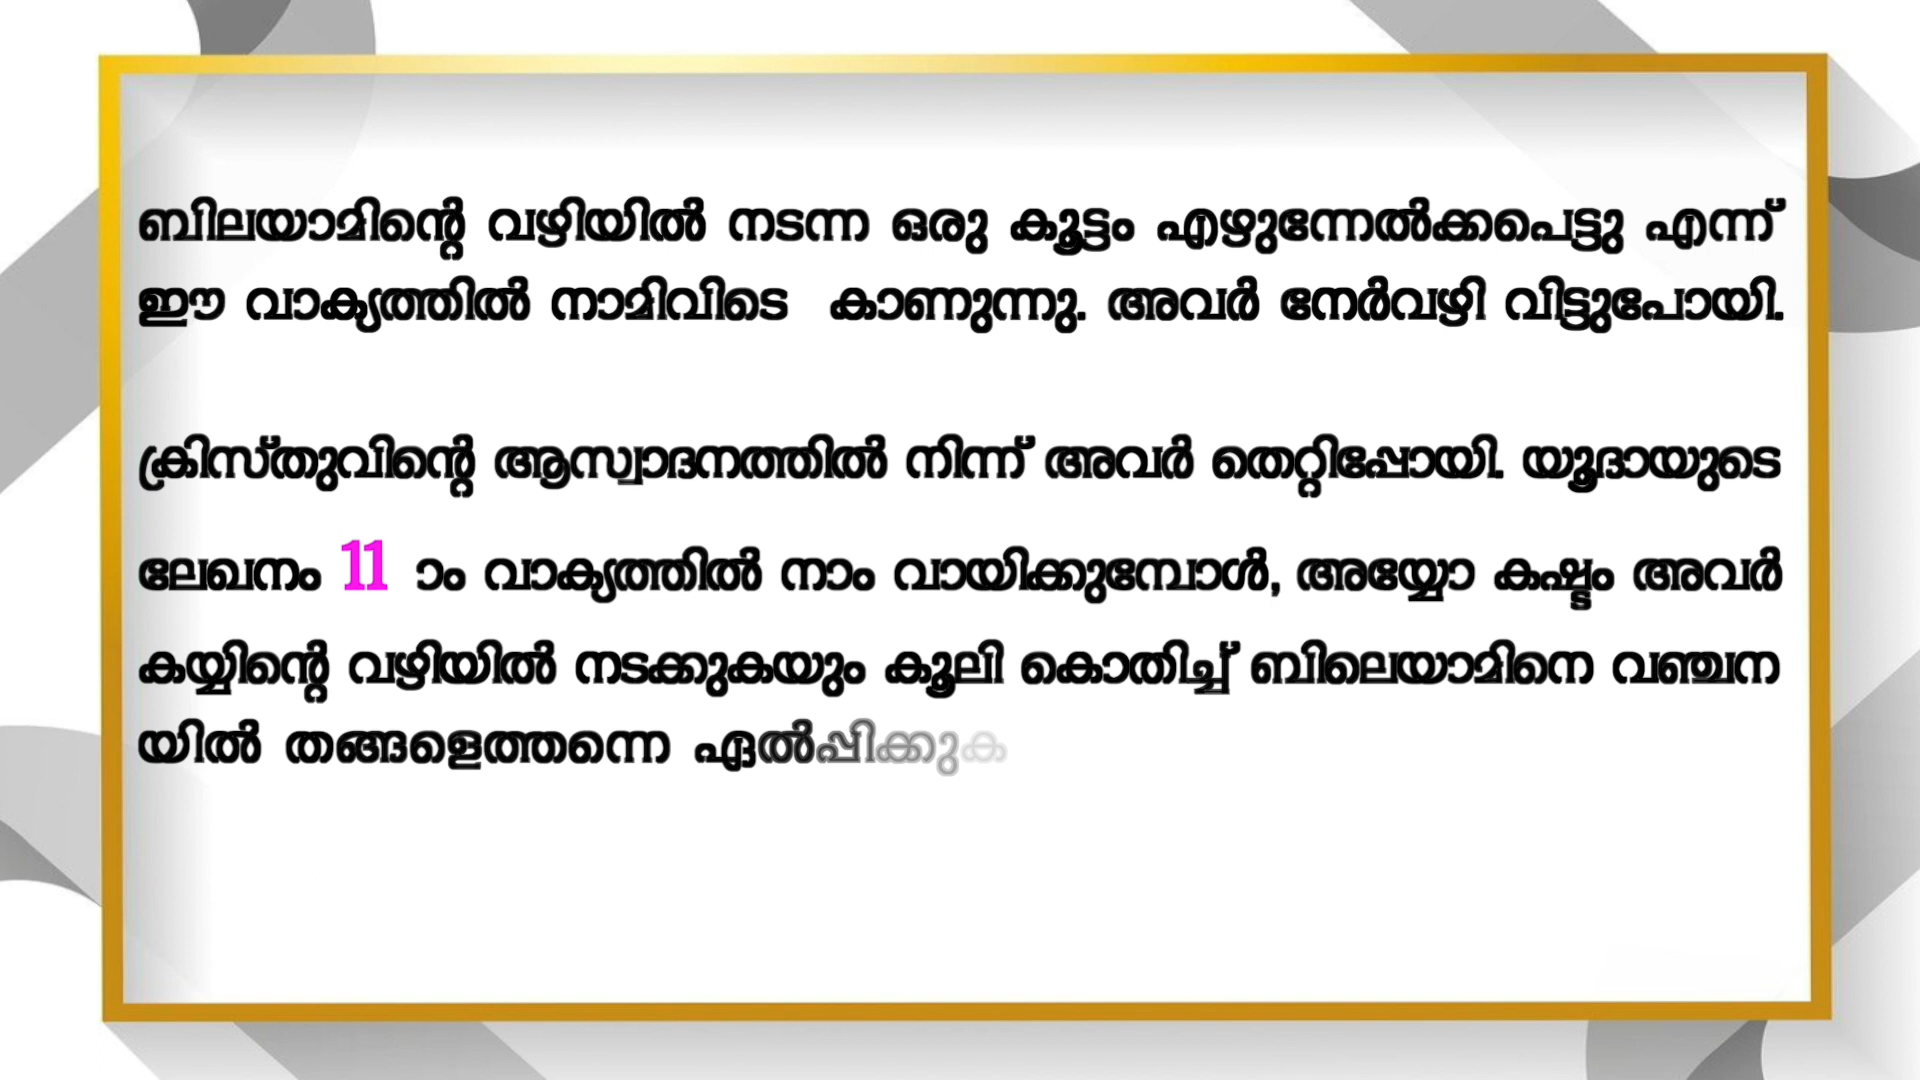 ബിലയാമിന്റെ വഴിയിൽ നടന്ന ഒരു കൂട്ടം എഴുന്നേൽക്കപെട്ടു എന്ന്
ഈ വാക്യത്തിൽ നാമിവിടെ കാണുന്നു. അവർ നേർവഴി വിട്ടുപോയി.
ക്രിസ്തുവിന്റെ ആസ്വാദനത്തിൽ നിന്ന് അവർ തെറ്റിപ്പോയി. യൂദായുടെ
ലേഖനം 11 ാം വാക്യത്തിൽ നാം വായിക്കുമ്പോൾ, അയ്യോ കഷ്ടം അവർ
കയ്യിന്റെ വഴിയിൽ നടക്കുകയും കൂലി കൊതിച്ച് ബിലെയാമിനെ വഞ്ചന
യിൽ തങ്ങളെത്തന്നെ ഏൽപ്പിക്കുക